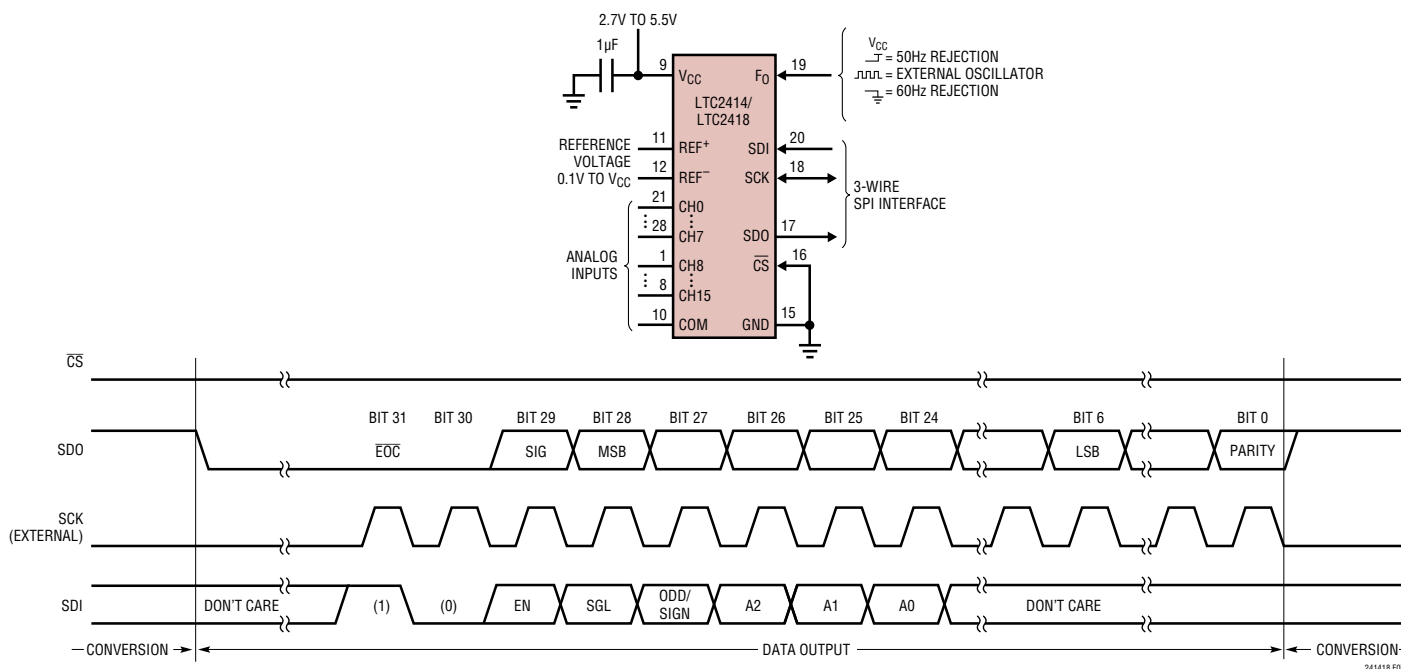 2.7V TO 5.5V
1µF
9
VCC
FO
19
VCC
= 50Hz REJECTION
= EXTERNAL OSCILLATOR
= 60Hz REJECTION
LTC2414/
LTC2418
REFERENCE
VOLTAGE
0.1V TO VCC
11
REF+
12
REF–
SDI
20
SCK
18
3-WIRE
SPI INTERFACE
ANALOG
INPUTS
21
CH0
28
CH7
1
CH8
8
CH15
10
COM
SDO
17
CS
16
GND
15
CS
BIT 31 BIT 30 BIT 29 BIT 28 BIT 27 BIT 26 BIT 25 BIT 24 BIT 6 BIT 0
SDO
EOC SIG MSB LSB PARITY
SCK
(EXTERNAL)
SDI
DON'T CARE (1) (0) EN SGL ODD/
SIGN A2 A1 A0 DON'T CARE
CONVERSION DATA OUTPUT CONVERSION